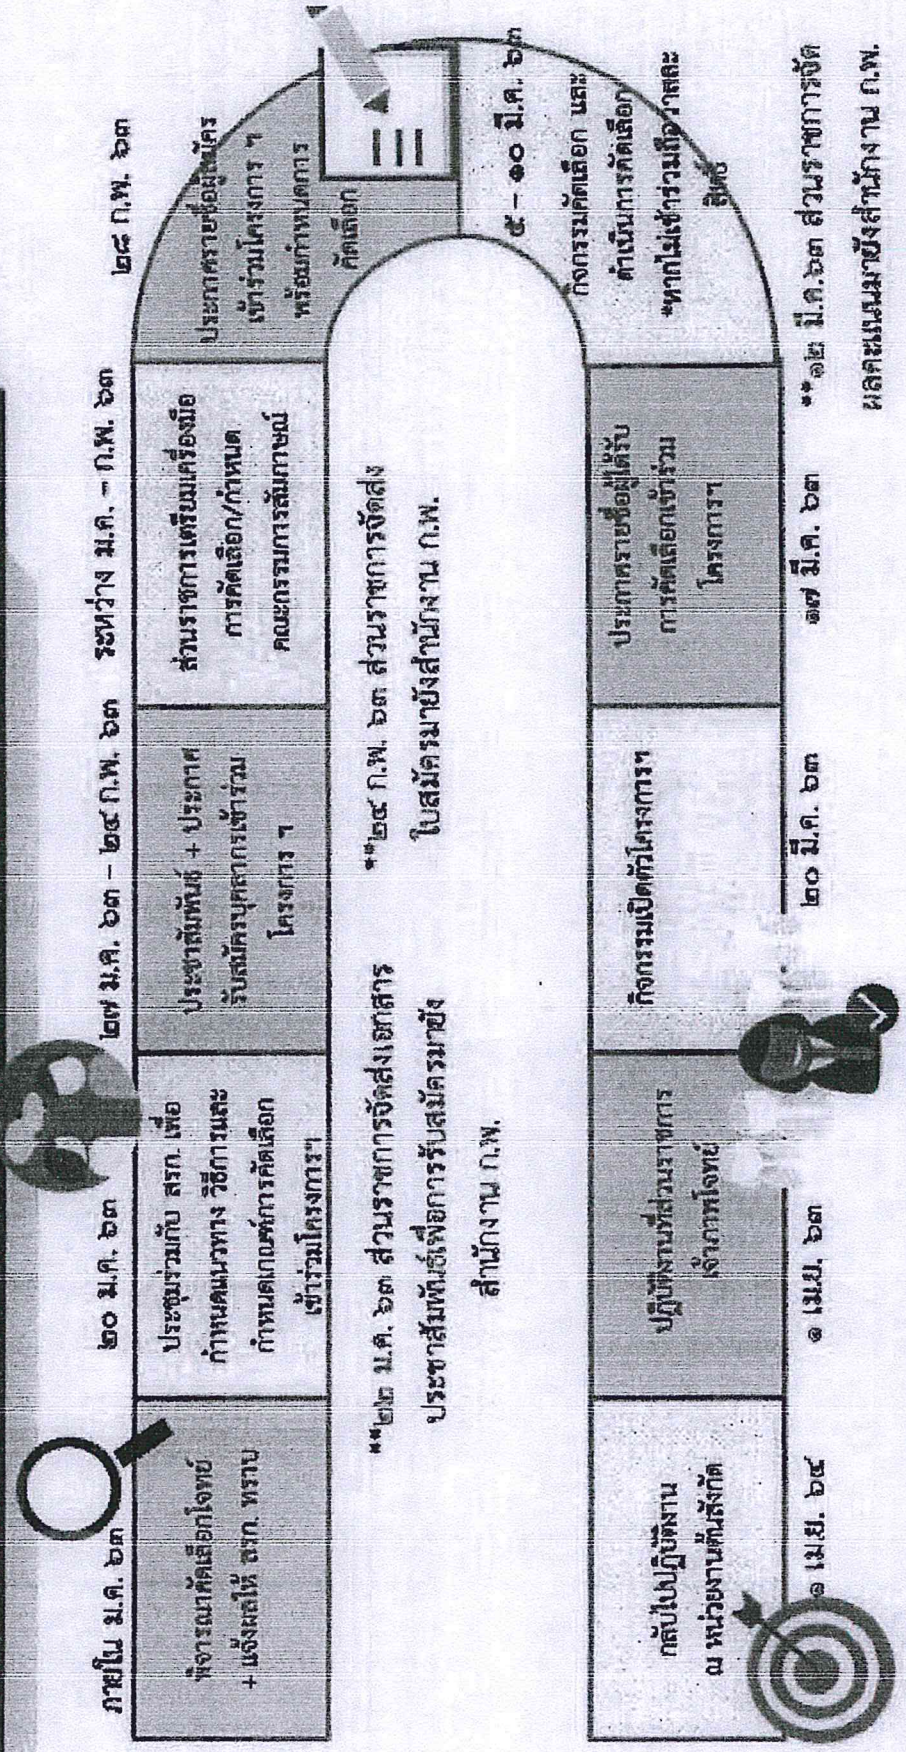 ภายใน ม.ค. ๖๓
พิจารณาคัดเลือกโจทย์
+ แจ้งผลให้ สรก. ทราบ
๒๐ ม.ค. ๖๓
ประชุมร่วมกับ สรก. เพื่อ
กำหนดแนวทาง วิธีการและ
กำหนดเกณฑ์การคัดเลือก
เข้าร่วมโครงการฯ
๒๗ ม.ค. ๖๓ – ๒๔ ก.พ. ๖๓
ประชาสัมพันธ์ + ประกาศ
รับสมัครบุคลากรเข้าร่วม
โครงการ ฯ
ระหว่าง ม.ค. – ก.พ. ๖๓
ส่วนราชการเตรียมเครื่องมือ
การคัดเลือก/กำหนด
คณะกรรมการสัมภาษณ์
๒๘ ก.พ. ๖๓
ประกาศรายชื่อผู้สมัคร
เข้าร่วมโครงการ ฯ
พร้อมกำหนดการ
คัดเลือก
**๒๒ ม.ค. ๖๓ ส่วนราชการจัดส่งเอกสาร
ประชาสัมพันธ์เพื่อการรับสมัครมายัง
สำนักงาน ก.พ.
**๒๔ ก.พ. ๖๓ ส่วนราชการจัดส่ง
ใบสมัครมายังสำนักงาน ก.พ.
๕ – ๑๐ มี.ค. ๖๓
กิจกรรมคัดเลือก และ
ดำเนินการคัดเลือก
*หากไม่เข้าร่วมถือว่าสละ
สิทธิ์
**๑๒ มี.ค.๖๓ ส่วนราชการจัด
ผลคะแนนมายังสำนักงาน ก.พ.
ประกาศรายชื่อผู้ได้รับ
การคัดเลือกเข้าร่วม
โครงการฯ
๑๗ มี.ค. ๖๓
กิจกรรมเปิดตัวโครงการฯ
๒๐ มี.ค. ๖๓
ปฏิบัติงานที่ส่วนราชการ
เจ้าภาพโจทย์
๑ เม.ย. ๖๓
กลับไปปฏิบัติงาน
ณ หน่วยงานต้นสังกัด
๑ เม.ย. ๖๔